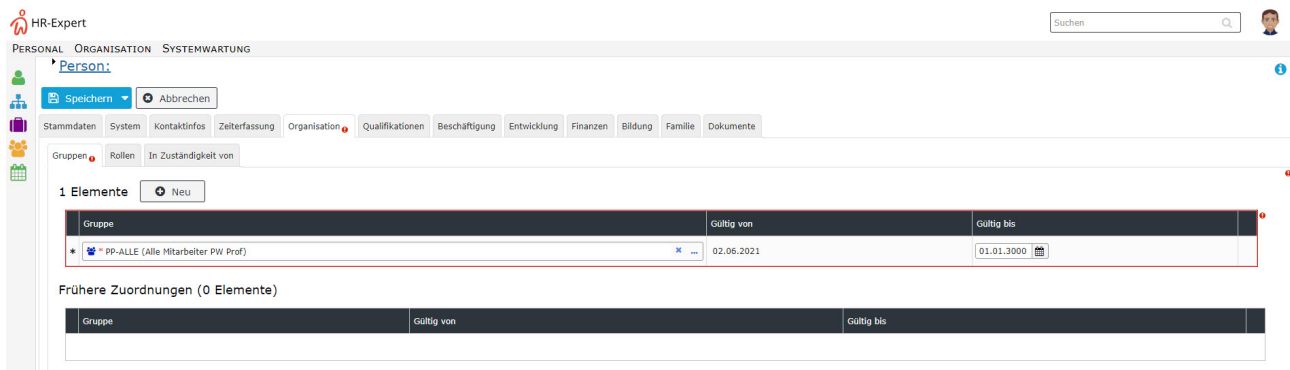 HR-Expert
Suchen
PERSONAL ORGANISATION SYSTEMWARTUNG
Person:
Speichern Abbrechen
Stammdaten System Kontaktinfos Zeiterfassung Organisation Qualifikationen Beschäftigung Entwicklung Finanzen Bildung Familie Dokumente
Gruppen Rollen In Zuständigkeit von
1 Elemente Neu
Gruppe Gültig von Gültig bis
* * PP-ALLE (Alle Mitarbeiter PW Prof) ... 02.06.2021 01.01.3000
Frühere Zuordnungen (0 Elemente)
Gruppe Gültig von Gültig bis